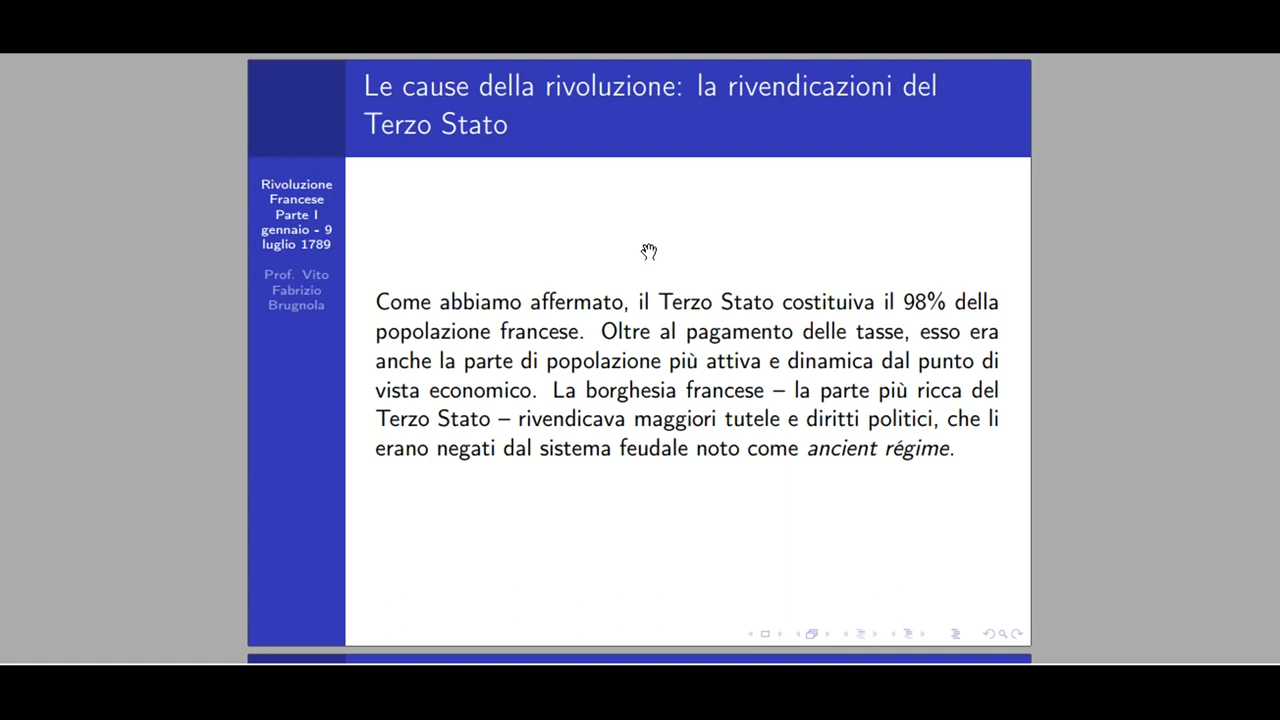 Le cause della rivoluzione: la rivendicazioni del
Terzo Stato
Rivoluzione
Francese
Parte I
gennaio - 9
luglio 1789
Prof. Vito
Fabrizio
Brugnola
Come abbiamo affermato, il Terzo Stato costituiva il 98% della
popolazione francese. Oltre al pagamento delle tasse, esso era
anche la parte di popolazione più attiva e dinamica dal punto di
vista economico. La borghesia francese – la parte più ricca del
Terzo Stato – rivendicava maggiori tutele e diritti politici, che li
erano negati dal sistema feudale noto come ancient régime.